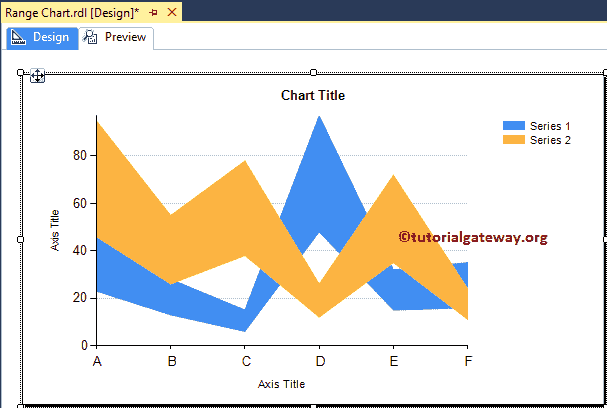 Range Chart.rdl [Design]*
Design Preview
Chart Title
Series 1
Series 2
80
60
40
20
0
Axis Title
©tutorialgateway.org
A B C D E F
Axis Title